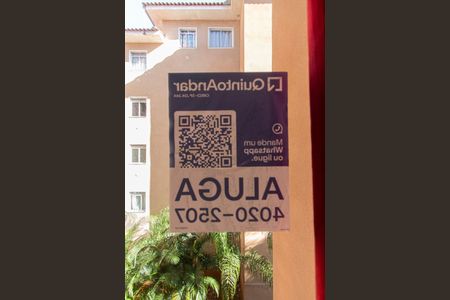 QuintoAndar
Mande um
Whatsapp
ou ligue.
ALUGA
4020-2507